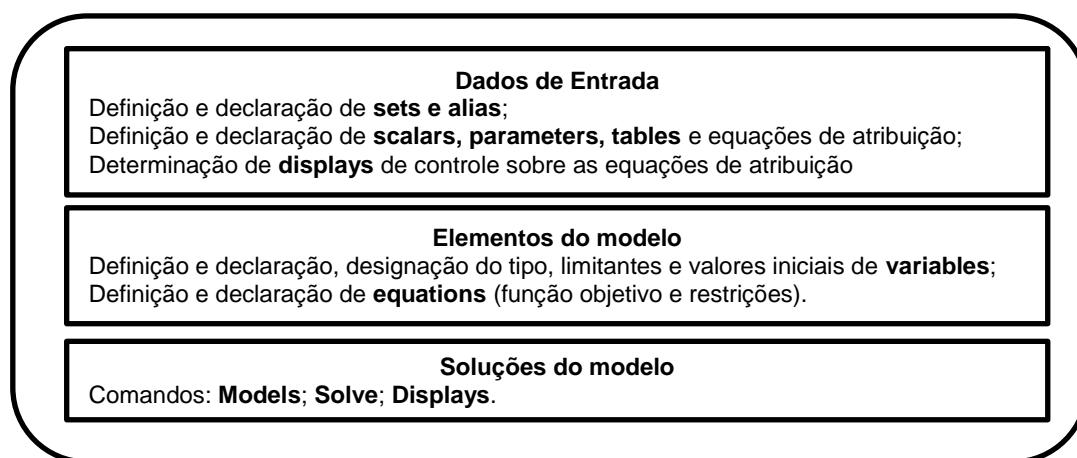 Dados de Entrada
Definição e declaração de sets e alias;
Definição e declaração de scalars, parameters, tables e equações de atribuição;
Determinação de displays de controle sobre as equações de atribuição
Elementos do modelo
Definição e declaração, designação do tipo, limitantes e valores iniciais de variables;
Definição e declaração de equations (função objetivo e restrições).
Soluções do modelo
Comandos: Models; Solve; Displays.